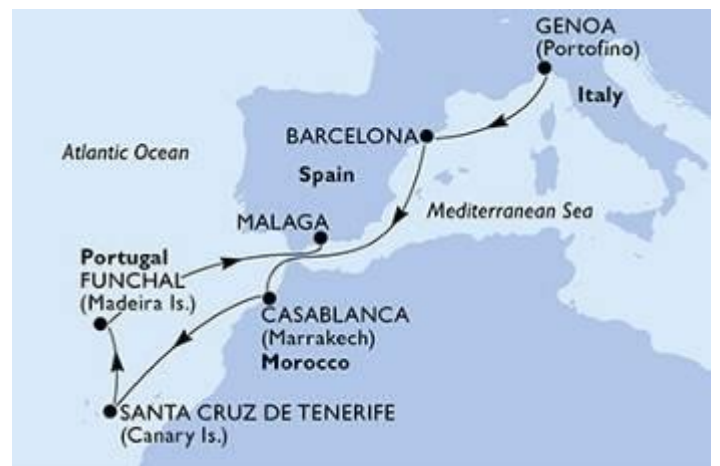 GENOA
(Portofino)
Italy
BARCELONA
Atlantic Ocean
Spain
Mediterranean Sea
MALAGA
Portugal
FUNCHAL
(Madeira Is.)
CASABLANCA
(Marrakech)
Morocco
SANTA CRUZ DE TENERIFE
(Canary Is.)